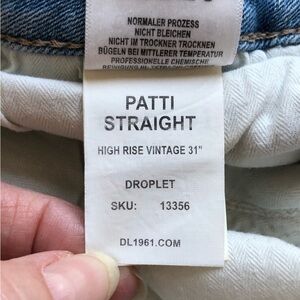 NORMALER PROZESS
NICHT BLEICHEN
NICHT IM TROCKNER TROCKNEN
BÜGELN BEI MITTLERER TEMPERATUR
PROFESSIONELLE CHEMISCHE
PATTI
STRAIGHT
HIGH RISE VINTAGE 31"
DROPLET
SKU: 13356
DL1961.COM